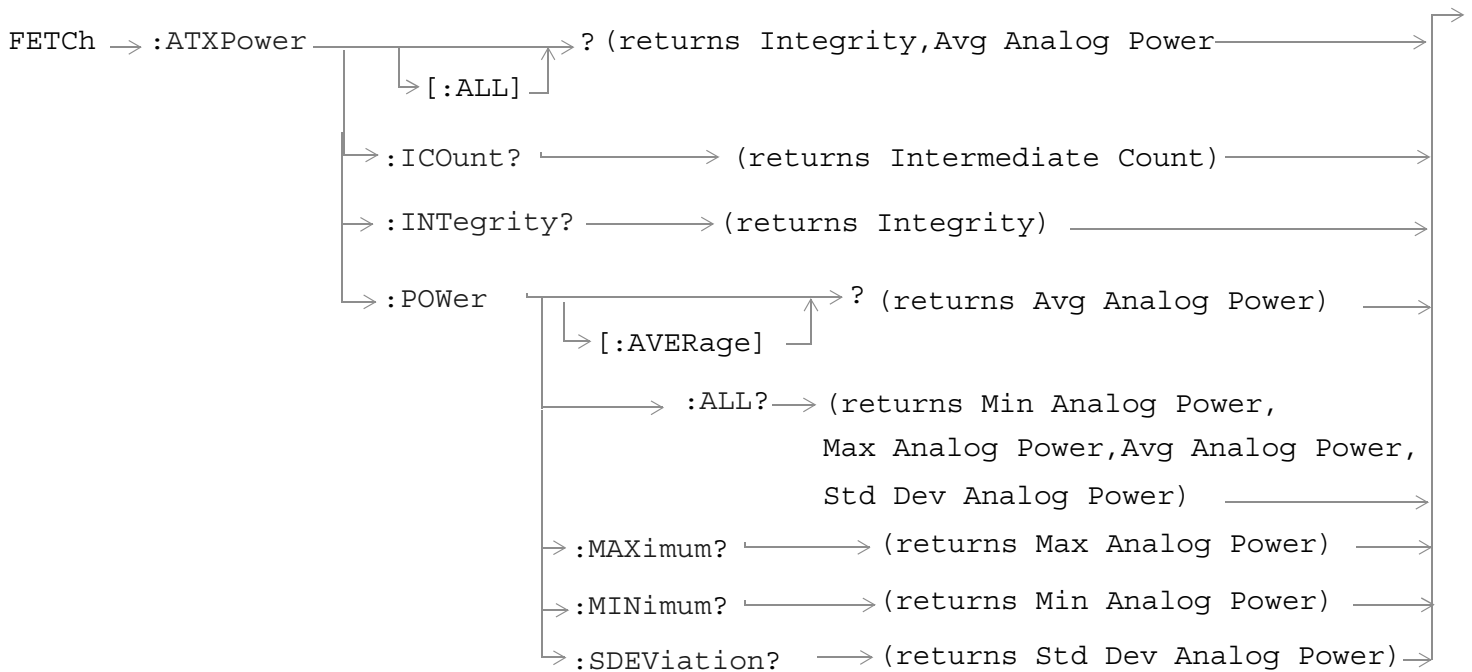 FETCh :ATXPower ? (returns Integrity,Avg Analog Power
[:ALL]
:ICOunt? (returns Intermediate Count)
:INTegrity? (returns Integrity)
:POWer ? (returns Avg Analog Power)
[:AVERage]
:ALL? (returns Min Analog Power,
Max Analog Power,Avg Analog Power,
Std Dev Analog Power)
:MAXimum? (returns Max Analog Power)
:MINimum? (returns Min Analog Power)
:SDEViation? (returns Std Dev Analog Power)